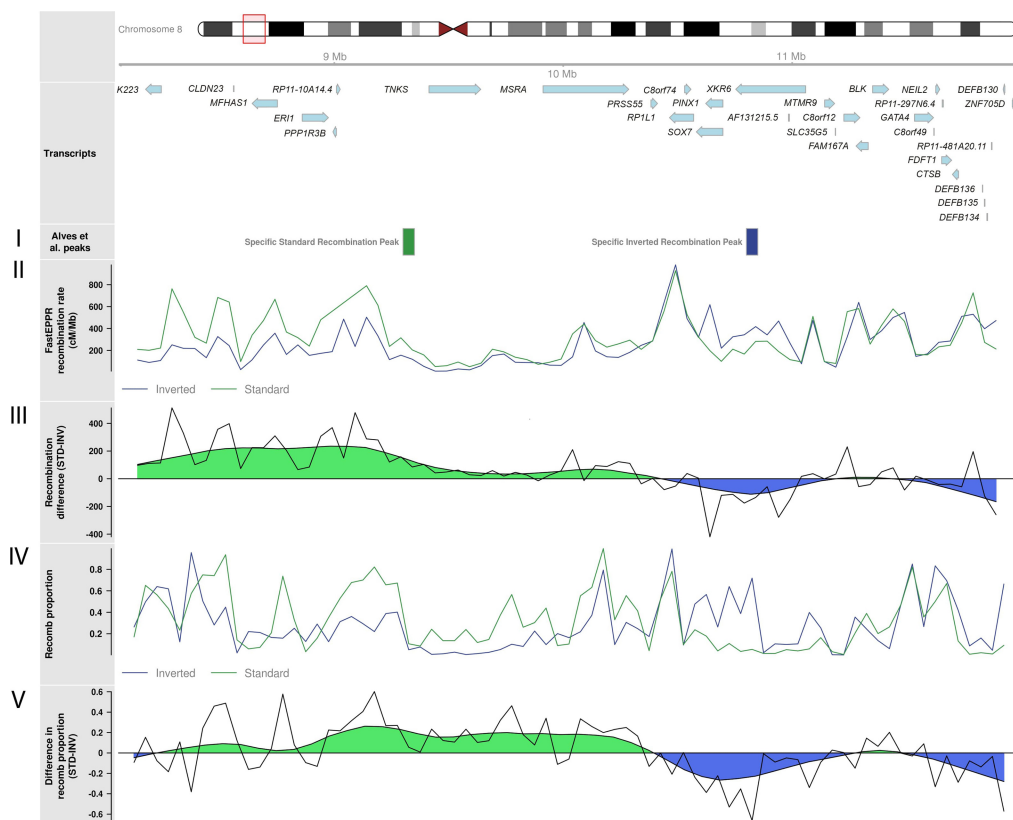 Chromosome 8
9 Mb
11 Mb
10 Mb
K223 CLDN23 RP11-10A14.4 TNKS MSRA C8orf74 XKR6 BLK NEIL2 DEFB130
MFHAS1 PRSS55 PINX1 MTMR9 RP11-297N6.4 ZNF705D
ERI1 RP1L1 AF131215.5 C8orf12 GATA4
PPP1R3B SOX7 SLC35G5 C8orf49
FAM167A RP11-481A20.11
Transcripts
FDFT1
CTSB
DEFB136
DEFB135
DEFB134
I
Alves et
al. peaks
Specific Standard Recombination Peak
Specific Inverted Recombination Peak
II
FastEPPR
recombination rate
(cM/Mb)
800
600
400
200
Inverted Standard
III
Recombination
difference (STD-INV)
400
200
0
-200
-400
IV
Recomb proportion
0.8
0.6
0.4
0.2
Inverted Standard
V
Difference in
recomb proportion
(STD-INV)
0.6
0.4
0.2
0
-0.2
-0.4
-0.6